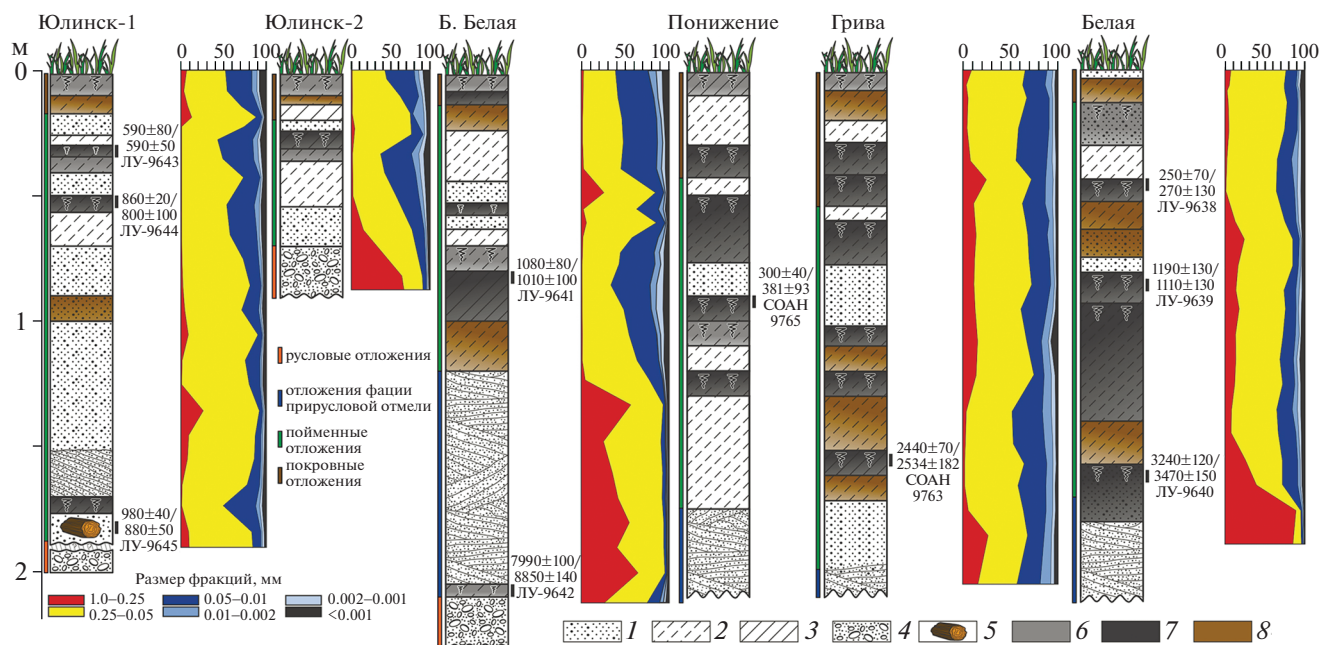 Юлинск-1
Юлинск-2
Б. Белая
Понижение
Грива
Белая
м
0
1
2
0 50 100
0 50 100
0 50 100
0 50 100
0 50 100
590±80/
590±50
ЛУ-9643
860±20/
800±100
ЛУ-9644
980±40/
880±50
ЛУ-9645
1080±80/
1010±100
ЛУ-9641
7990±100/
8850±140
ЛУ-9642
300±40/
381±93
СОАН
9765
2440±70/
2534±182
СОАН
9763
250±70/
270±130
ЛУ-9638
1190±130/
1110±130
ЛУ-9639
3240±120/
3470±150
ЛУ-9640
русловые отложения
отложения фации
прирусловой отмели
пойменные
отложения
покровные
отложения
Размер фракций, мм
1.0–0.25
0.05–0.01
0.002–0.001
0.25–0.05
0.01–0.002
<0.001
1
2
3
4
5
6
7
8